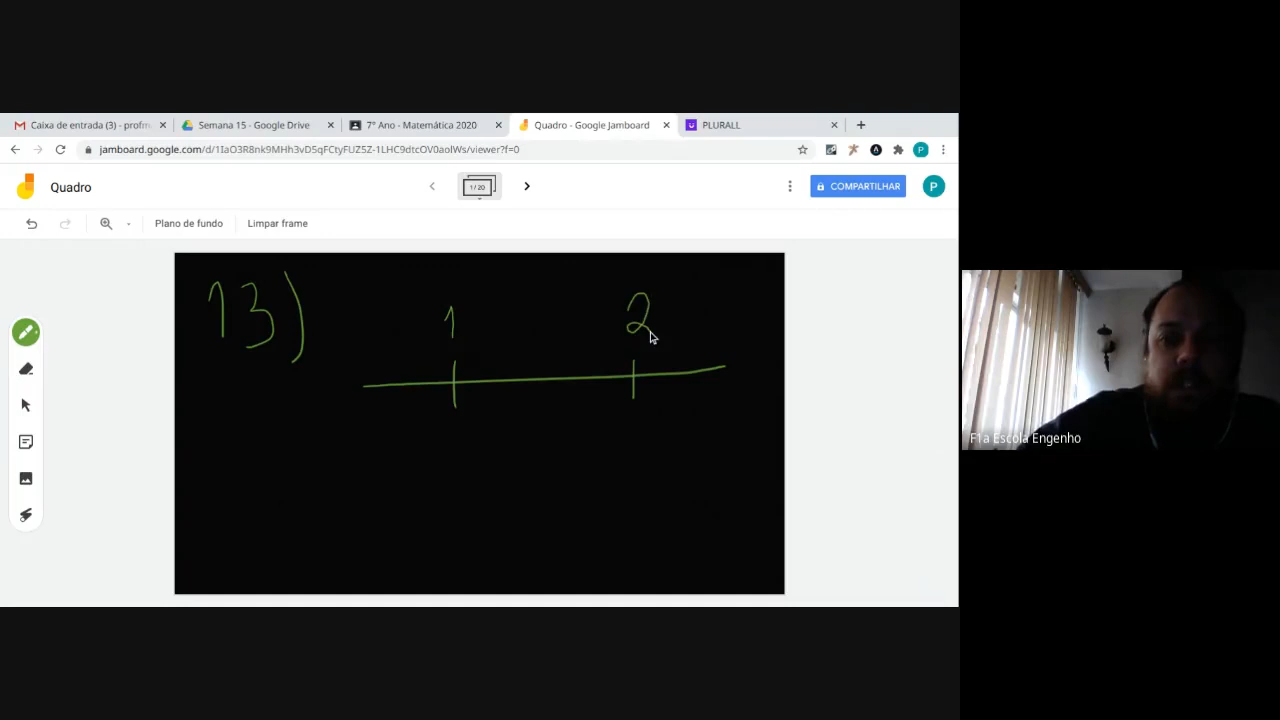 Caixa de entrada (3) - profm
Semana 15 - Google Drive
7° Ano - Matemática 2020
Quadro - Google Jamboard
PLURALL
jamboard.google.com/d/1IaO3R8nk9MHh3vD5qFCtyFUZ5Z-1LHC9dtcOV0aolWs/viewer?f=0
P
Quadro
1 / 20
COMPARTILHAR
P
Plano de fundo
Limpar frame
13)
1 2
F1a Escola Engenho